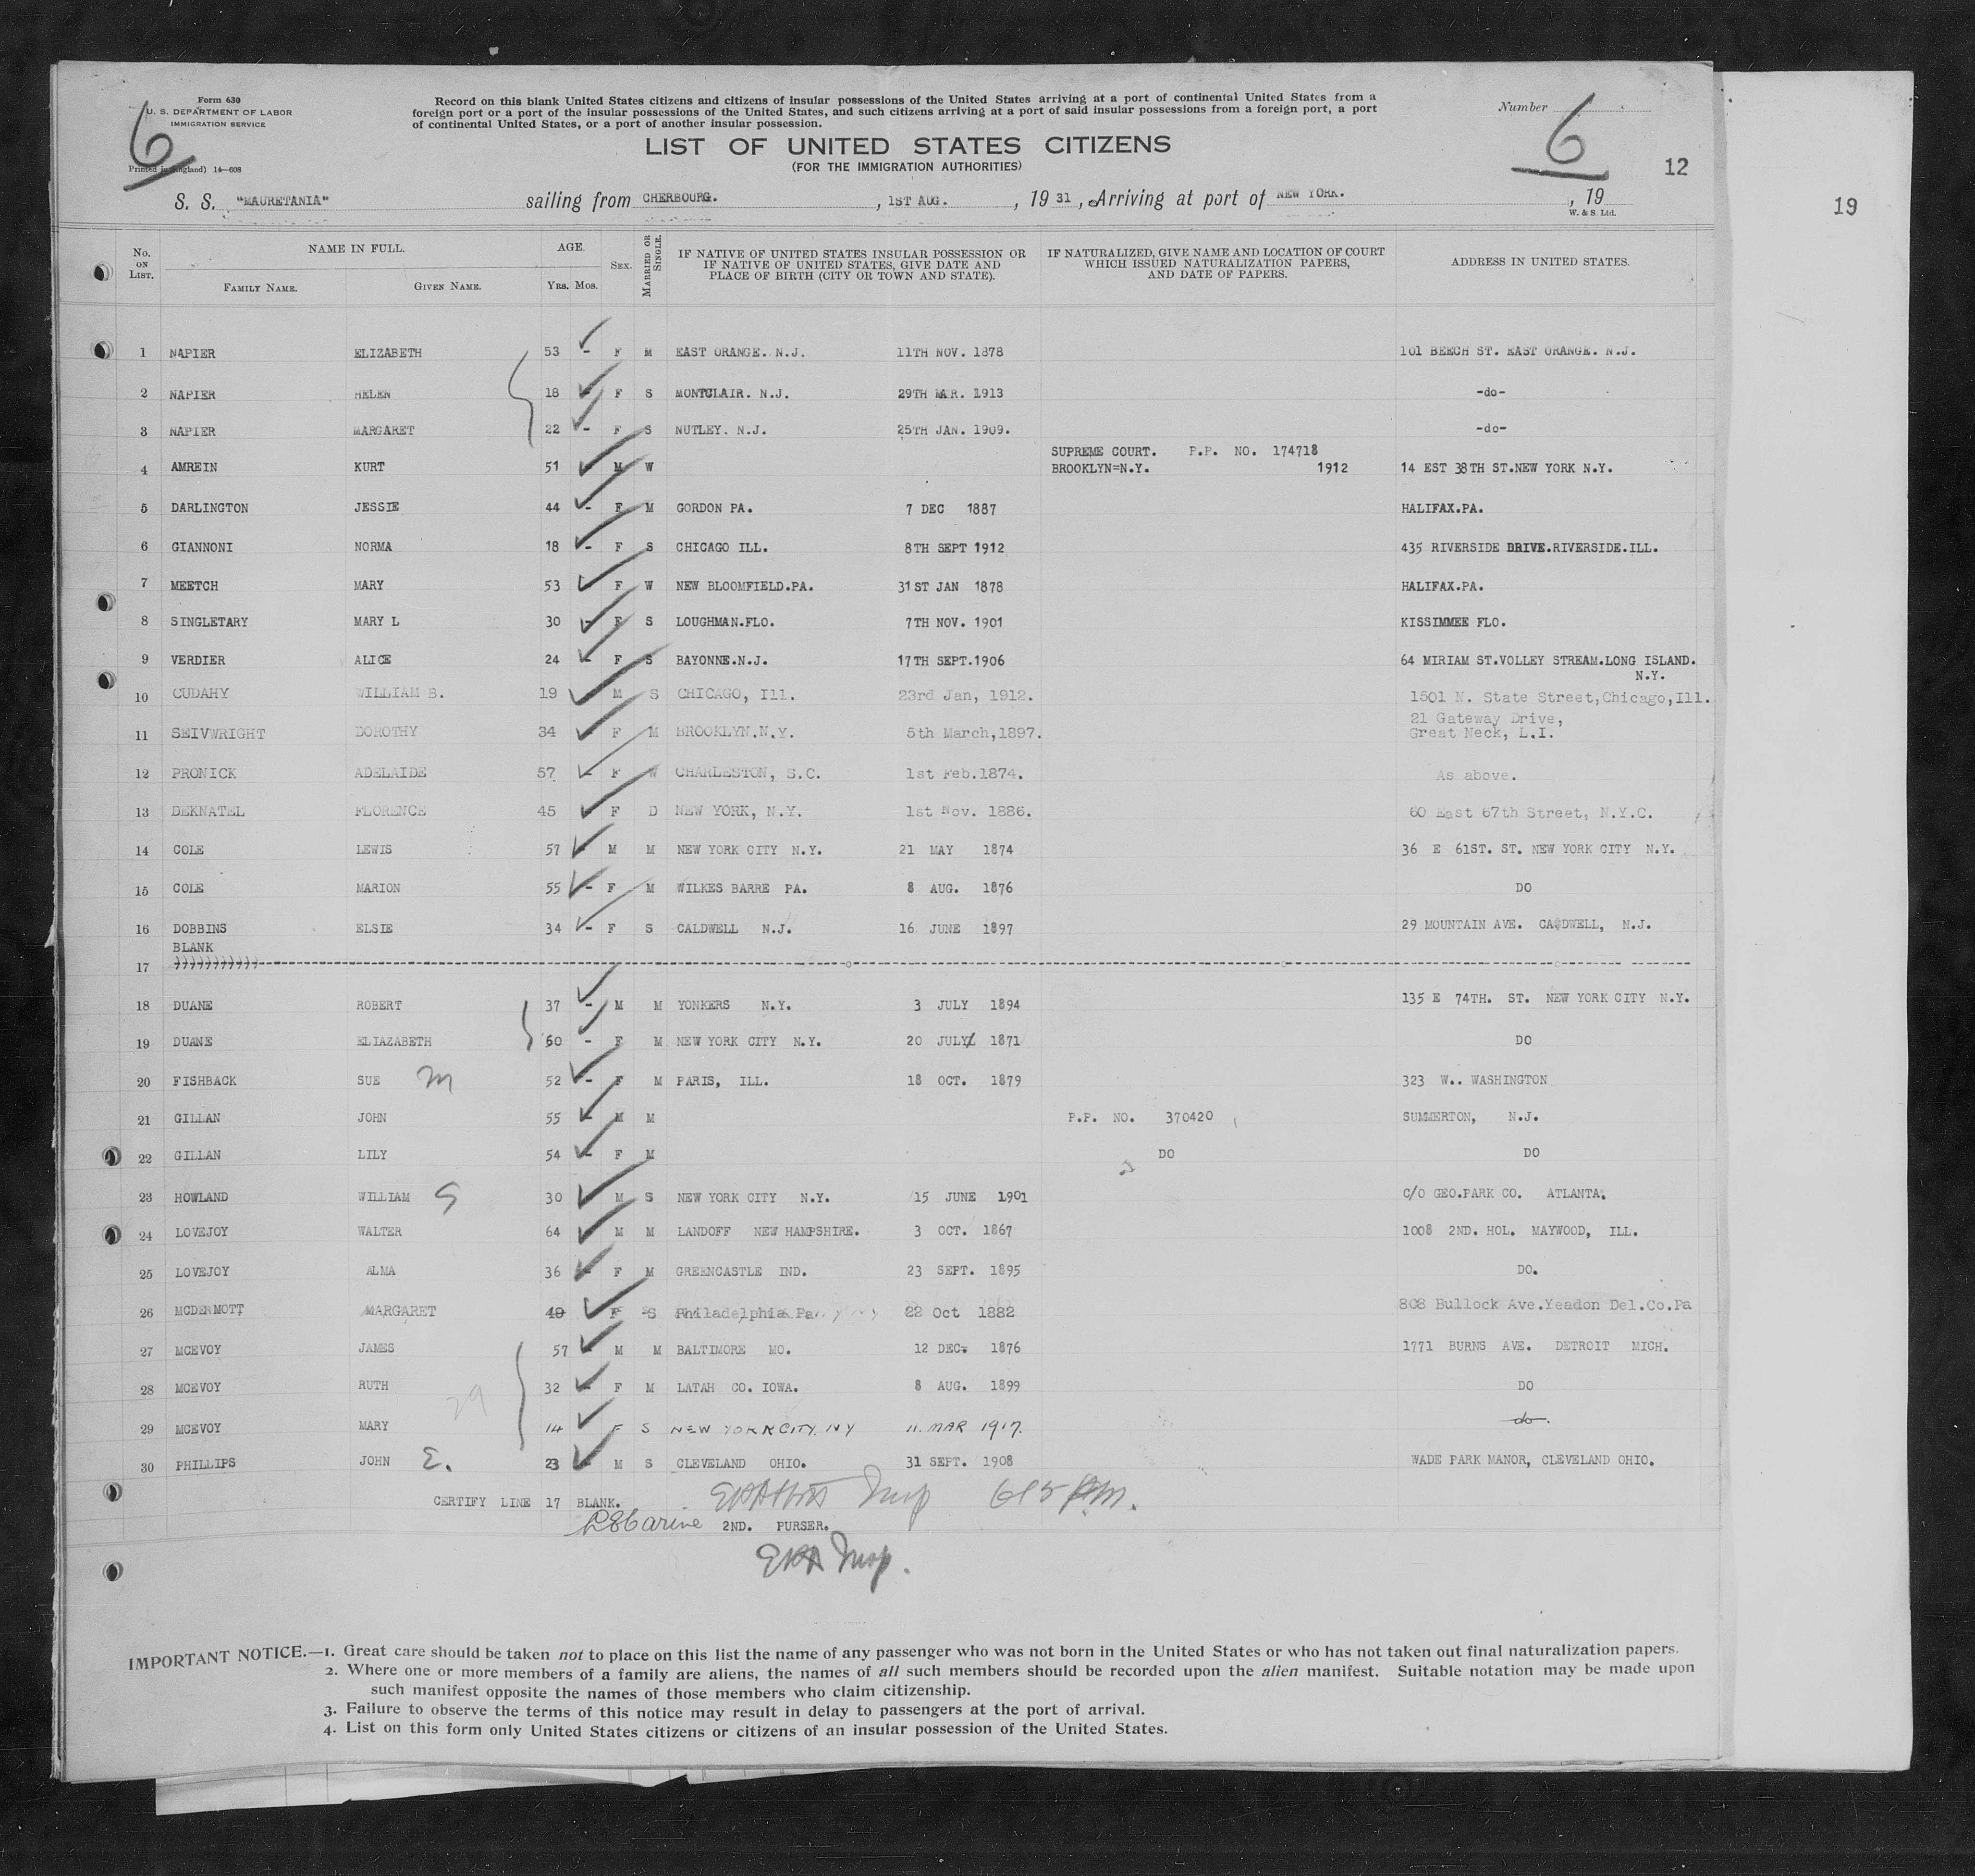 Form 630
U. S. DEPARTMENT OF LABOR
IMMIGRATION SERVICE
Printed in England) 14—608
6
Record on this blank United States citizens and citizens of insular possessions of the United States arriving at a port of continental United States from a
foreign port or a port of the insular possessions of the United States, and such citizens arriving at a port of said insular possessions from a foreign port, a port
of continental United States, or a port of another insular possession.
Number 6
LIST OF UNITED STATES CITIZENS
(FOR THE IMMIGRATION AUTHORITIES)
12
19
S. S. "MAURETANIA" sailing from CHERBOURG. , 1ST AUG. , 1931, Arriving at port of NEW YORK. , 19
W. & S. Ltd.
No. ON LIST. NAME IN FULL. FAMILY NAME. GIVEN NAME. AGE. YRS. MOS. SEX. MARRIED OR SINGLE. IF NATIVE OF UNITED STATES INSULAR POSSESSION OR IF NATIVE OF UNITED STATES, GIVE DATE AND PLACE OF BIRTH (CITY OR TOWN AND STATE). IF NATURALIZED, GIVE NAME AND LOCATION OF COURT WHICH ISSUED NATURALIZATION PAPERS, AND DATE OF PAPERS. ADDRESS IN UNITED STATES.
1 NAPIER ELIZABETH 53 - F M EAST ORANGE. N.J. 11TH NOV. 1878 101 BEECH ST. EAST ORANGE. N.J.
2 NAPIER HELEN 18 - F S MONTCLAIR. N.J. 29TH MAR. 1913 -do-
3 NAPIER MARGARET 22 - F S NUTLEY. N.J. 25TH JAN. 1909. -do-
SUPREME COURT. P.P. NO. 174718
4 AMREIN KURT 51 - M W BROOKLYN=N.Y. 1912 14 EST 38TH ST.NEW YORK N.Y.
5 DARLINGTON JESSIE 44 - F M GORDON PA. 7 DEC 1887 HALIFAX.PA.
6 GIANNONI NORMA 18 - F S CHICAGO ILL. 8TH SEPT 1912 435 RIVERSIDE DRIVE.RIVERSIDE.ILL.
7 MEETCH MARY 53 - F W NEW BLOOMFIELD.PA. 31ST JAN 1878 HALIFAX.PA.
8 SINGLETARY MARY L 30 - F S LOUGHMAN.FLO. 7TH NOV. 1901 KISSIMMEE FLO.
9 VERDIER ALICE 24 - F S BAYONNE.N.J. 17TH SEPT.1906 64 MIRIAM ST.VOLLEY STREAM.LONG ISLAND.
N.Y.
10 CUDAHY WILLIAM B. 19 M S CHICAGO, Ill. 23rd Jan, 1912. 1501 N. State Street,Chicago,Ill.
21 Gateway Drive,
11 SEIVWRIGHT DOROTHY 34 F M BROOKLYN.N.Y. 5th March,1897. Great Neck, L.I.
12 PRONICK ADELAIDE 57 - F W CHARLESTON, S.C. 1st Feb.1874. As above.
13 DEKNATEL FLORENCE 45 F D NEW YORK, N.Y. 1st Nov. 1886. 60 East 67th Street, N.Y.C.
14 COLE LEWIS 57 - M M NEW YORK CITY N.Y. 21 MAY 1874 36 E 61ST. ST. NEW YORK CITY N.Y.
15 COLE MARION 55 - F M WILKES BARRE PA. 8 AUG. 1876 DO
16 DOBBINS ELSIE 34 - F S CALDWELL N.J. 16 JUNE 1897 29 MOUNTAIN AVE. CALDWELL, N.J.
BLANK
17
18 DUANE ROBERT 37 - M M YONKERS N.Y. 3 JULY 1894 135 E 74TH. ST. NEW YORK CITY N.Y.
19 DUANE ELIAZABETH 60 - F M NEW YORK CITY N.Y. 20 JULY 1871 DO
20 FISHBACK SUE M 52 - F M PARIS, ILL. 18 OCT. 1879 323 W.. WASHINGTON
21 GILLAN JOHN 55 - M M P.P. NO. 370420 SUMMERTON, N.J.
22 GILLAN LILY 54 - F M DO DO
23 HOWLAND WILLIAM G 30 M S NEW YORK CITY N.Y. 15 JUNE 1901 C/O GEO.PARK CO. ATLANTA.
24 LOVEJOY WALTER 64 M M LANDOFF NEW HAMPSHIRE. 3 OCT. 1867 1008 2ND. HOL. MAYWOOD, ILL.
25 LOVEJOY ALMA 36 - F M GREENCASTLE IND. 23 SEPT. 1895 DO.
26 MCDERMOTT MARGARET 49 F S Philadelphia Pa. 22 Oct 1882 808 Bullock Ave.Yeadon Del.Co.Pa
27 MCEVOY JAMES 57 - M M BALTIMORE MO. 12 DEC. 1876 1771 BURNS AVE. DETROIT MICH.
28 MCEVOY RUTH 32 - F M LATAH CO. IOWA. 8 AUG. 1899 DO
29 MCEVOY MARY 14 F S NEW YORK CITY, NY 11. MAR 1917. do.
30 PHILLIPS JOHN E. 23 - M S CLEVELAND OHIO. 31 SEPT. 1908 WADE PARK MANOR, CLEVELAND OHIO.
29
CERTIFY LINE 17 BLANK. Insp 615 P.M.
2ND. PURSER.
Insp.
IMPORTANT NOTICE.—1. Great care should be taken not to place on this list the name of any passenger who was not born in the United States or who has not taken out final naturalization papers.
2. Where one or more members of a family are aliens, the names of all such members should be recorded upon the alien manifest. Suitable notation may be made upon
such manifest opposite the names of those members who claim citizenship.
3. Failure to observe the terms of this notice may result in delay to passengers at the port of arrival.
4. List on this form only United States citizens or citizens of an insular possession of the United States.